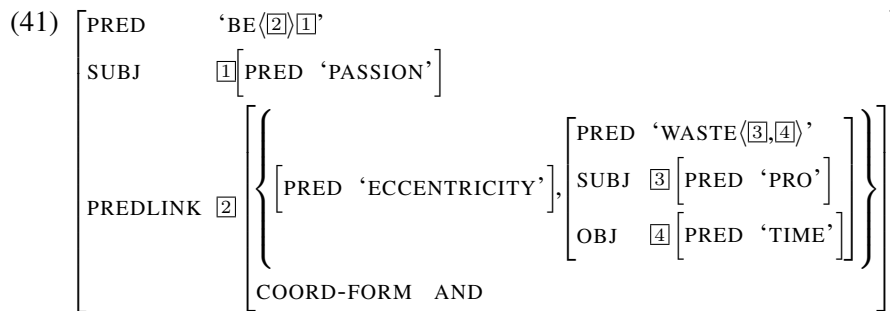 (41) PRED ‘BE⟨2⟩1’
SUBJ 1[PRED ‘PASSION’]
PRED ‘WASTE⟨3,4⟩’
PREDLINK 2 { [PRED ‘ECCENTRICITY’], SUBJ 3[PRED ‘PRO’] }
OBJ 4[PRED ‘TIME’]
COORD-FORM AND